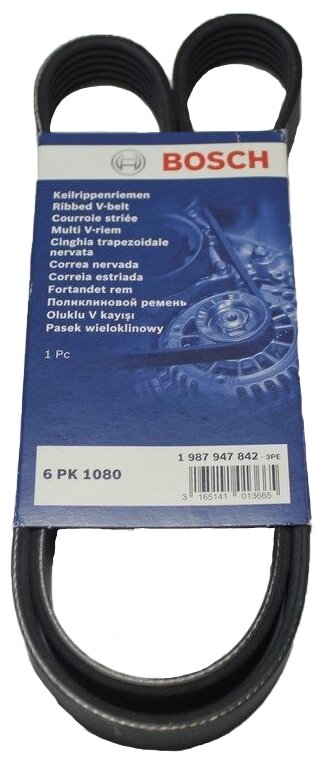 BOSCH
Keilrippenriemen
Ribbed V-belt
Courroie striée
Multi V-riem
Cinghia trapezoidale
nervata
Correa nervada
Correia estriada
Fortandet rem
Поликлиновой ремень
Oluklu V kayışı
Pasek wieloklinowy
1 Pc
6 PK 1080
1 987 947 842 - 3PE
3 165141 013665